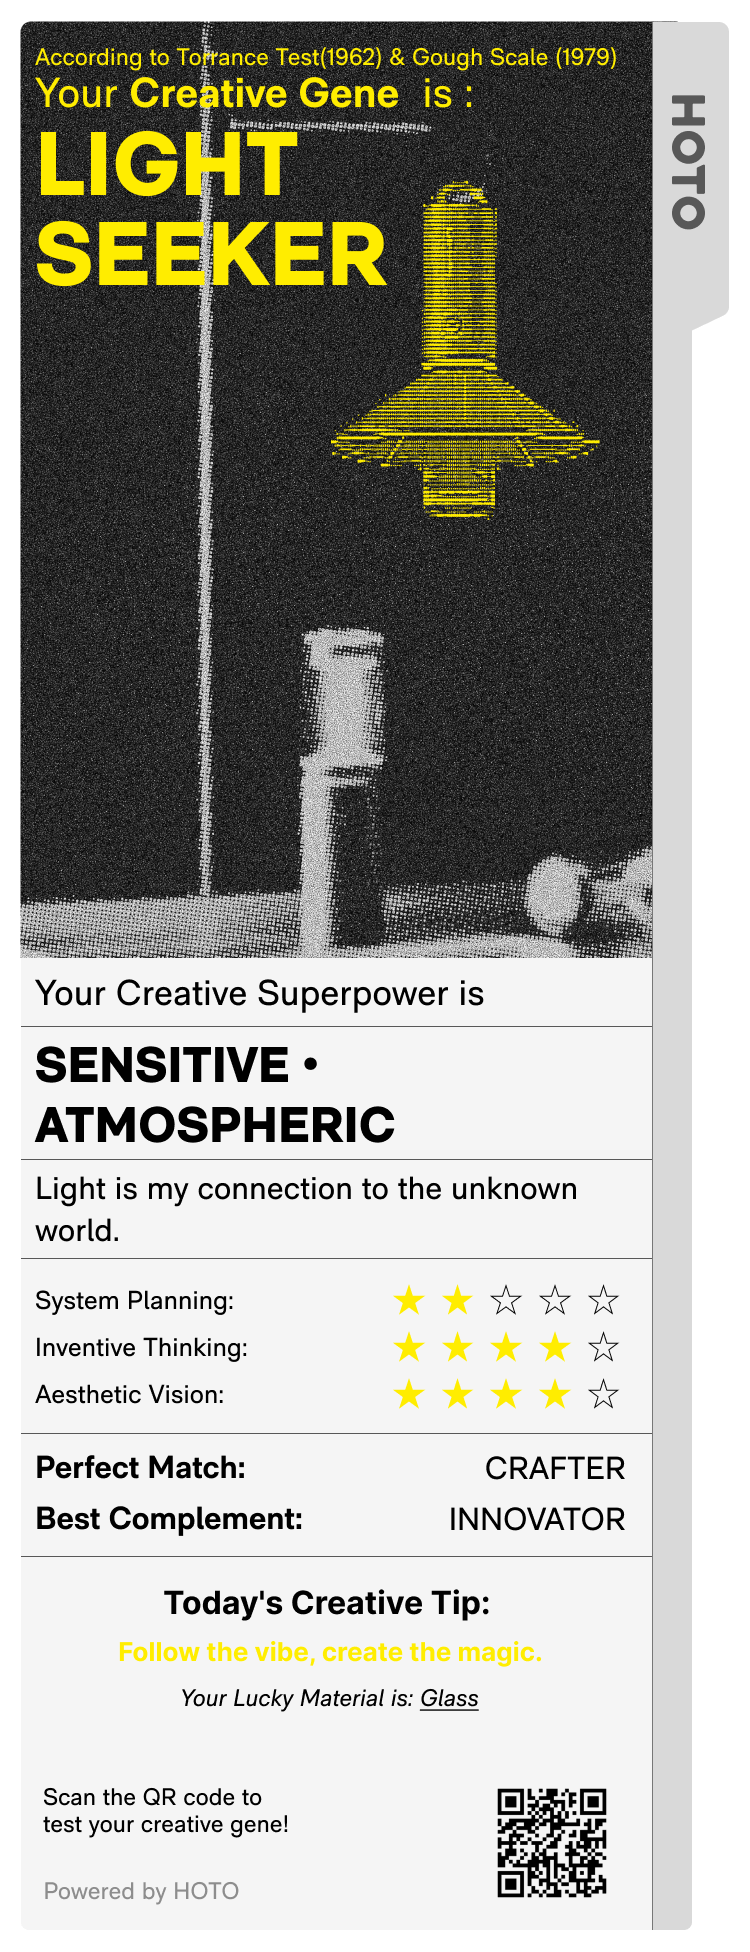 According to Torrance Test(1962) & Gough Scale (1979)
Your Creative Gene is :
LIGHT
SEEKER
HOTO
Your Creative Superpower is
SENSITIVE •
ATMOSPHERIC
Light is my connection to the unknown
world.
System Planning: ★ ★ ☆ ☆ ☆
Inventive Thinking: ★ ★ ★ ★ ☆
Aesthetic Vision: ★ ★ ★ ★ ☆
Perfect Match: CRAFTER
Best Complement: INNOVATOR
Today's Creative Tip:
Follow the vibe, create the magic.
Your Lucky Material is: Glass
Scan the QR code to
test your creative gene!
Powered by HOTO